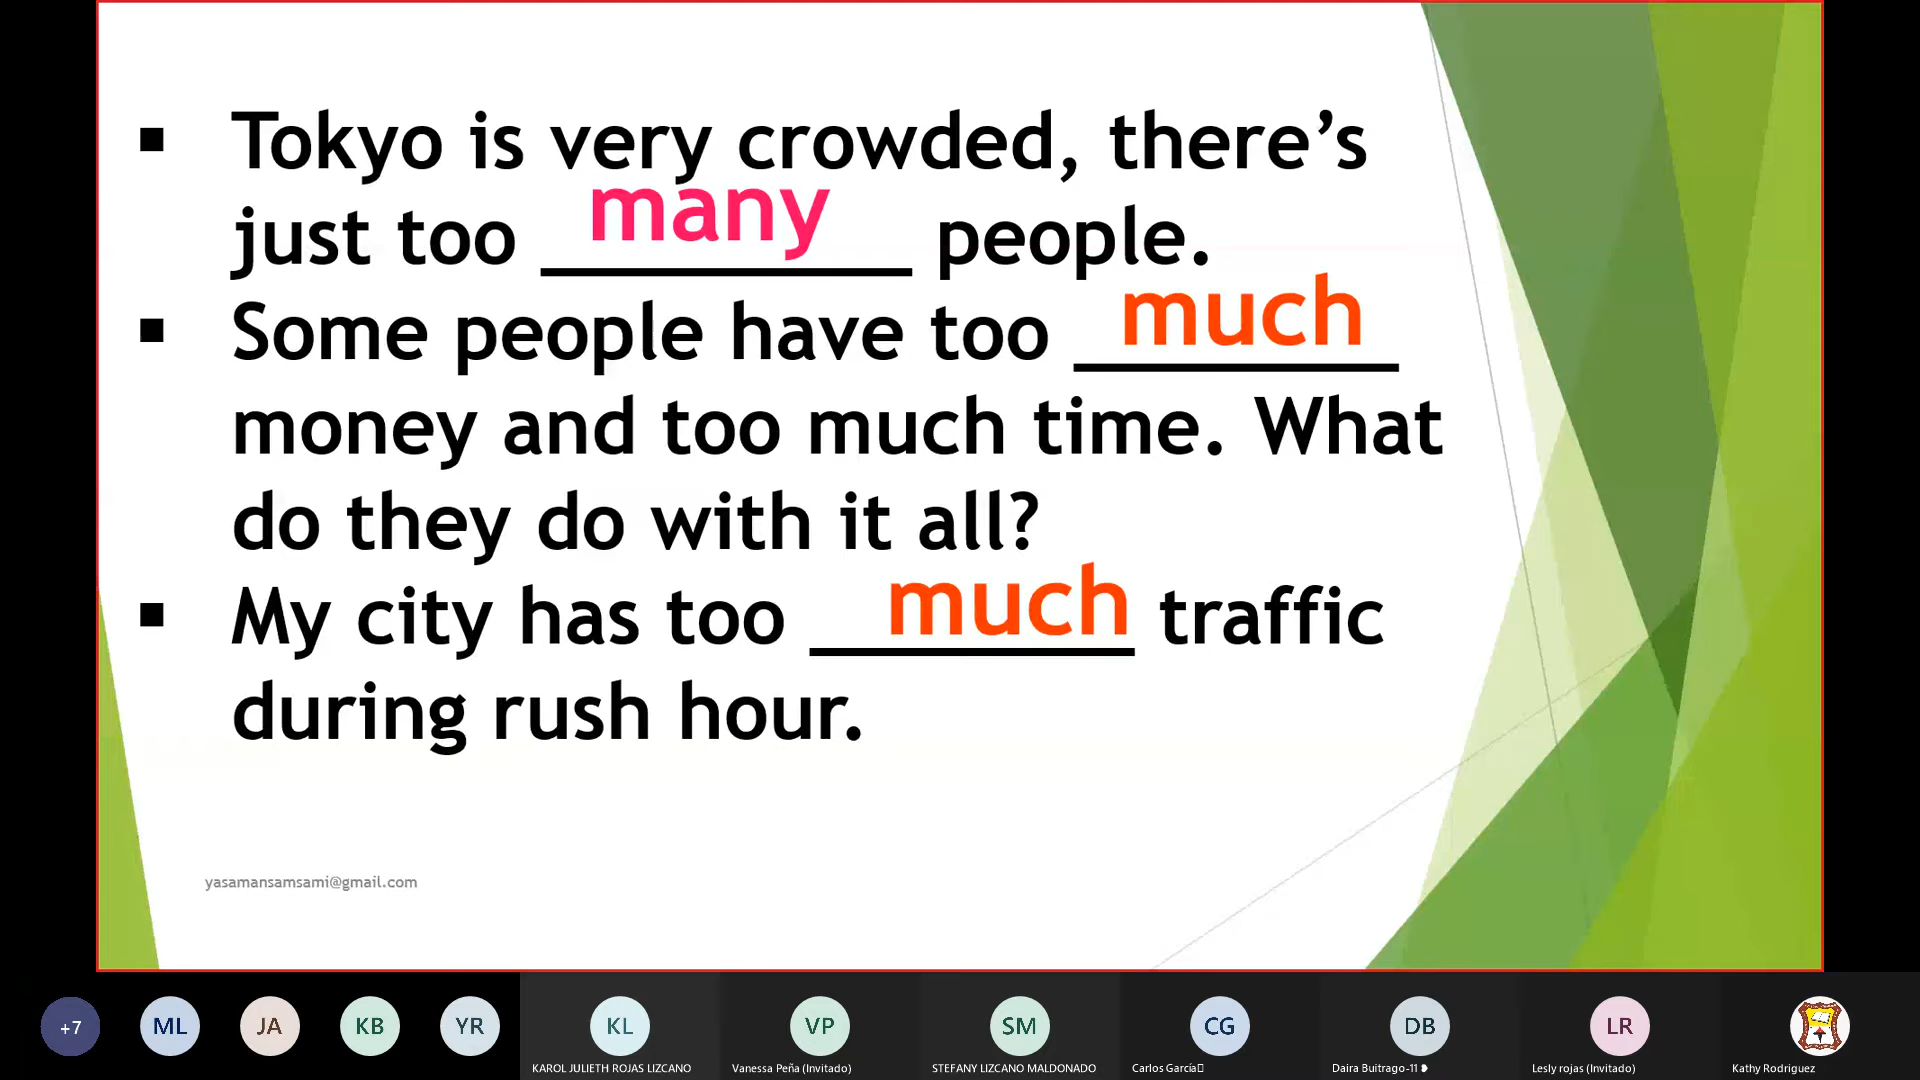 ▪ Tokyo is very crowded, there’s
just too many people.
▪ Some people have too much
money and too much time. What
do they do with it all?
▪ My city has too much traffic
during rush hour.
yasamansamsami@gmail.com
+7 ML JA KB YR KL VP SM CG DB LR
KAROL JULIETH ROJAS LIZCANO Vanessa Peña (Invitado) STEFANY LIZCANO MALDONADO Carlos García Daira Buitrago-11 Lesly rojas (Invitado) Kathy Rodriguez